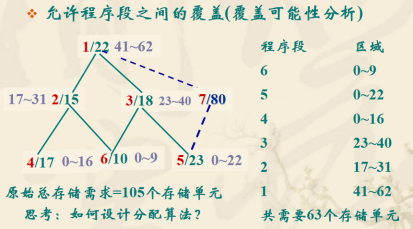 允许程序段之间的覆盖(覆盖可能性分析)
1/22 41~62
17~31 2/15
3/18 23~40
7/80
4/17 0~16
6/10 0~9
5/23 0~22
原始总存储需求=105个存储单元
思考：如何设计分配算法？
程序段 区域
6 0~9
5 0~22
4 0~16
3 23~40
2 17~31
1 41~62
共需要63个存储单元